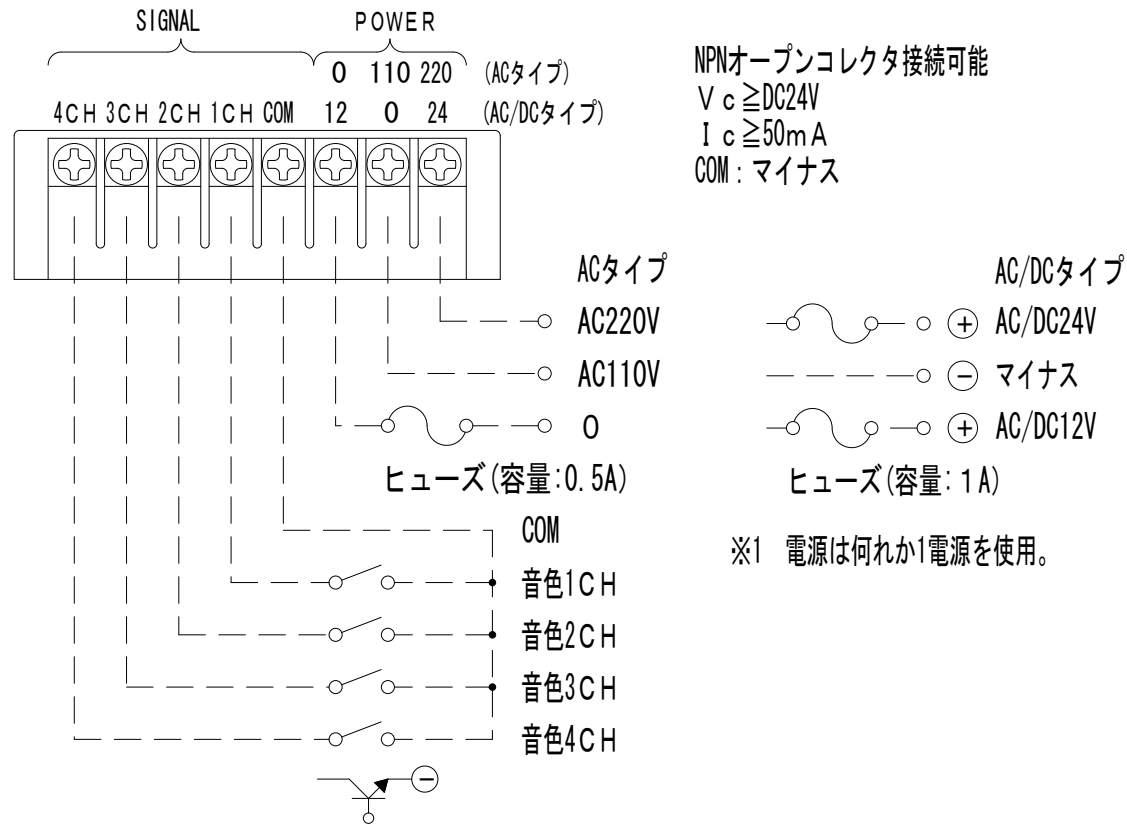 SIGNAL POWER
0 110 220 (ACタイプ)
4CH 3CH 2CH 1CH COM 12 0 24 (AC/DCタイプ)
NPNオープンコレクタ接続可能
Vc≧DC24V
Ic≧50mA
COM:マイナス
ACタイプ
AC220V
AC110V
0
ヒューズ(容量:0.5A)
AC/DCタイプ
+ AC/DC24V
- マイナス
+ AC/DC12V
ヒューズ(容量:1A)
※1 電源は何れか1電源を使用。
COM
音色1CH
音色2CH
音色3CH
音色4CH
-